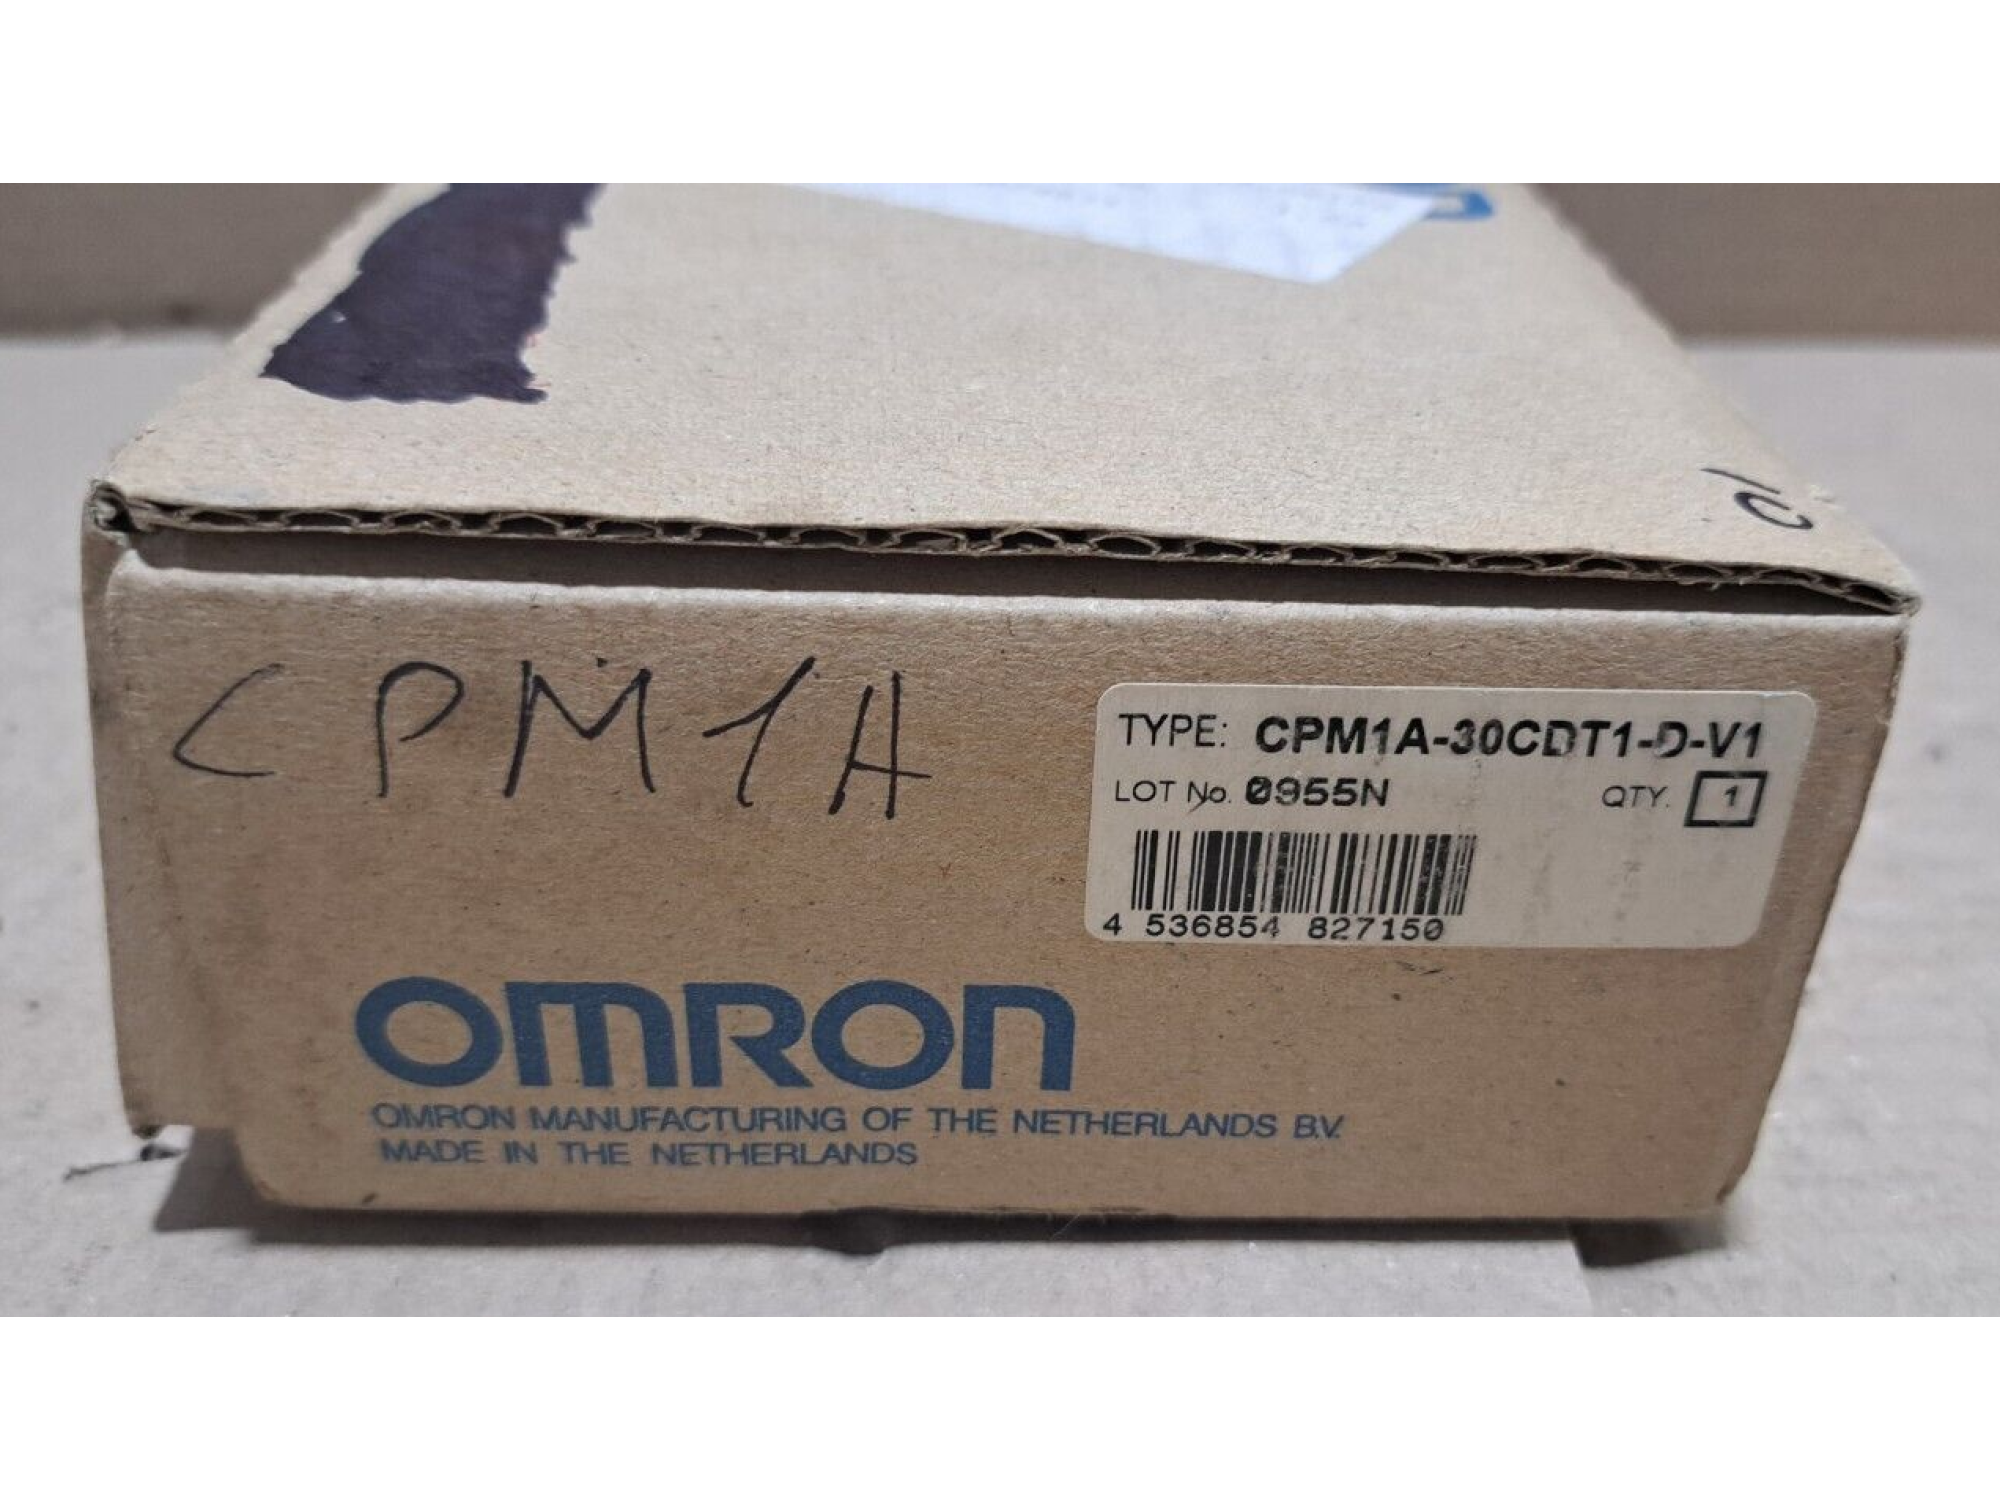 CPM1A
TYPE: CPM1A-30CDT1-D-V1
LOT No. 0955N QTY. 1
4 536854 827150
OMRON
OMRON MANUFACTURING OF THE NETHERLANDS B.V.
MADE IN THE NETHERLANDS